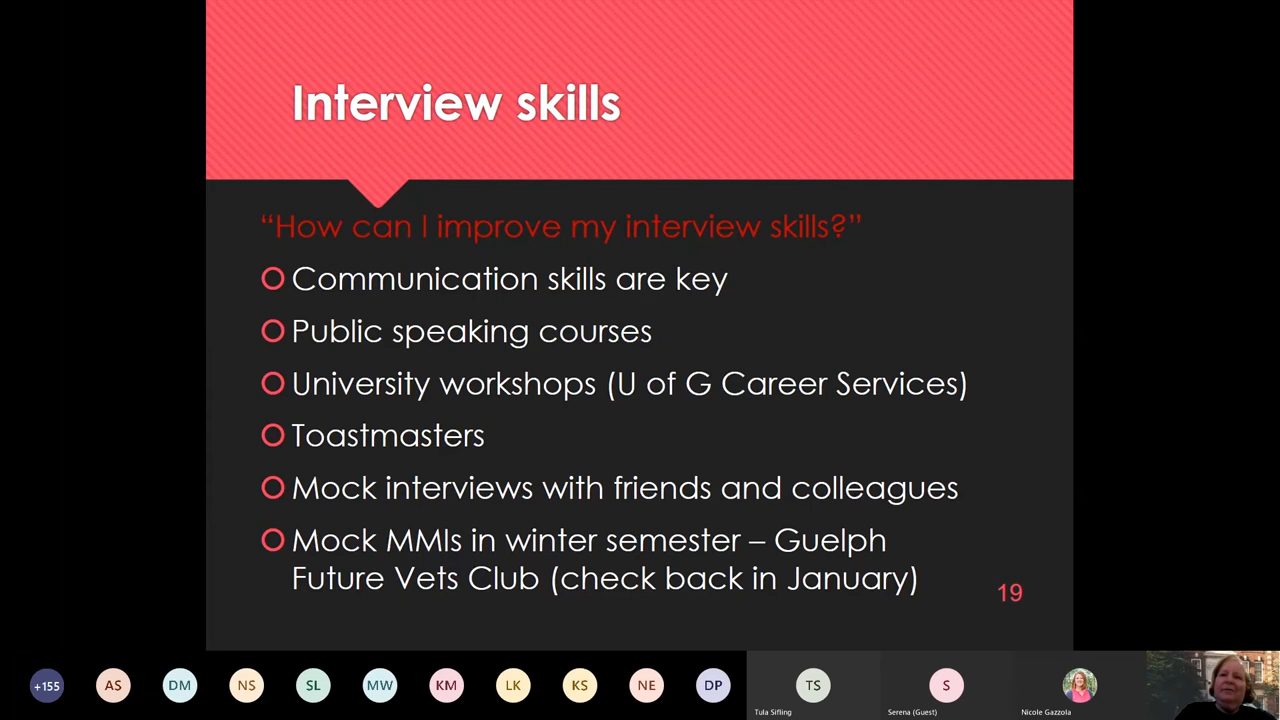 Interview skills
“How can I improve my interview skills?”
Communication skills are key
Public speaking courses
University workshops (U of G Career Services)
Toastmasters
Mock interviews with friends and colleagues
Mock MMIs in winter semester – Guelph
Future Vets Club (check back in January)
19
+155 AS DM NS SL MW KM LK KS NE DP TS S
Tula Sifling Serena (Guest) Nicole Gazzola